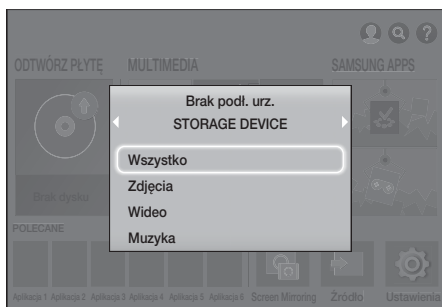 ODTWÓRZ PŁYTĘ MULTIMEDIA SAMSUNG APPS
Brak podł. urz.
STORAGE DEVICE
Wszystko
Zdjęcia
Wideo
Muzyka
Brak dysku
POLECANE
Aplikacja 1 Aplikacja 2 Aplikacja 3 Aplikacja 4 Aplikacja 5 Aplikacja 6 Screen Mirroring Źródło Ustawienia